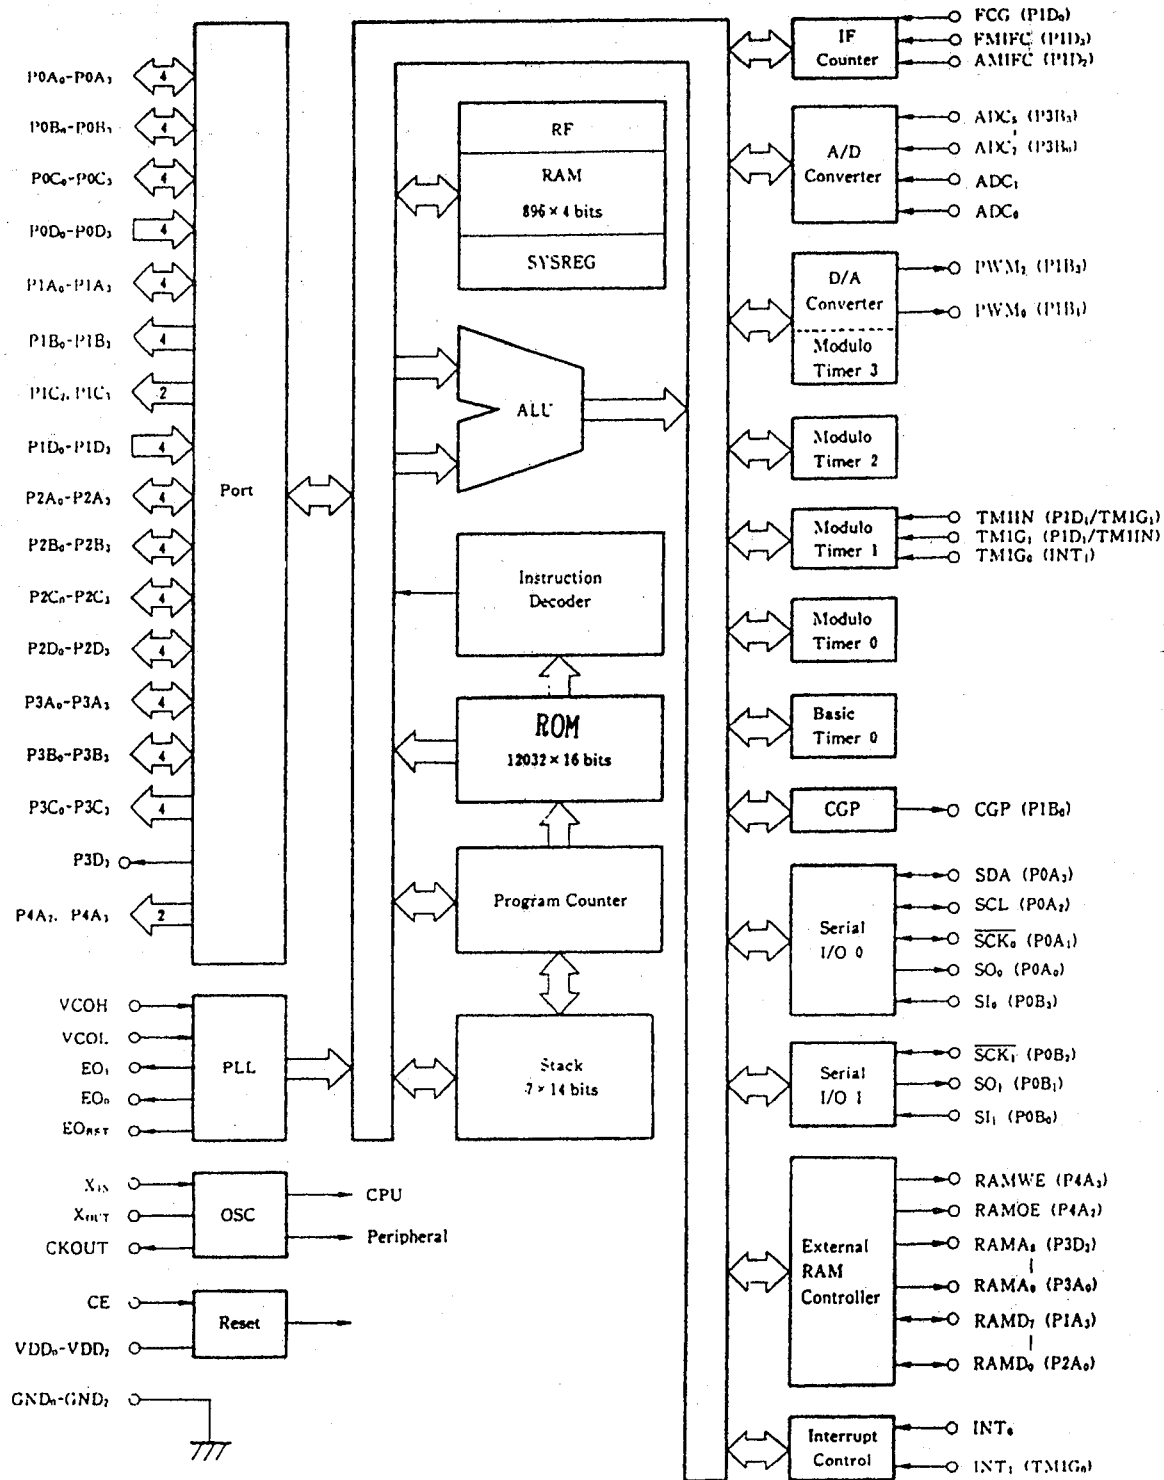 P0A₀-P0A₃
4
P0B₀-P0B₃
4
P0C₀-P0C₃
4
P0D₀-P0D₃
4
P1A₀-P1A₃
4
P1B₀-P1B₃
4
P1C₂, P1C₃
2
P1D₀-P1D₃
4
P2A₀-P2A₃
4
P2B₀-P2B₃
4
P2C₀-P2C₃
4
P2D₀-P2D₃
4
P3A₀-P3A₃
4
P3B₀-P3B₃
4
P3C₀-P3C₃
4
P3D₃
P4A₂, P4A₃
2
Port
VCOH
VCOL
EO₁
EO₀
EORST
PLL
XIN
XOUT
CKOUT
OSC
CPU
Peripheral
CE
VDD₀-VDD₂
Reset
GND₀-GND₂
RF
RAM
896 × 4 bits
SYSREG
ALU
Instruction
Decoder
ROM
12032 × 16 bits
Program Counter
Stack
7 × 14 bits
IF
Counter
FCG (P1D₀)
FMIFC (P1D₃)
AMIFC (P1D₂)
A/D
Converter
ADC₅ (P3B₃)
ADC₂ (P3B₀)
ADC₁
ADC₀
D/A
Converter
Modulo
Timer 3
PWM₂ (P1B₃)
PWM₀ (P1B₁)
Modulo
Timer 2
Modulo
Timer 1
TM1IN (P1D₁/TM1G₁)
TM1G₁ (P1D₁/TM1IN)
TM1G₀ (INT₁)
Modulo
Timer 0
Basic
Timer 0
CGP
CGP (P1B₀)
Serial
I/O 0
SDA (P0A₃)
SCL (P0A₂)
S̅C̅K̅₀ (P0A₁)
SO₀ (P0A₀)
SI₀ (P0B₃)
Serial
I/O 1
S̅C̅K̅₁ (P0B₂)
SO₁ (P0B₁)
SI₁ (P0B₀)
External
RAM
Controller
RAMWE (P4A₃)
RAMOE (P4A₂)
RAMA₈ (P3D₃)
RAMA₀ (P3A₀)
RAMD₇ (P1A₃)
RAMD₀ (P2A₀)
Interrupt
Control
INT₀
INT₁ (TM1G₀)